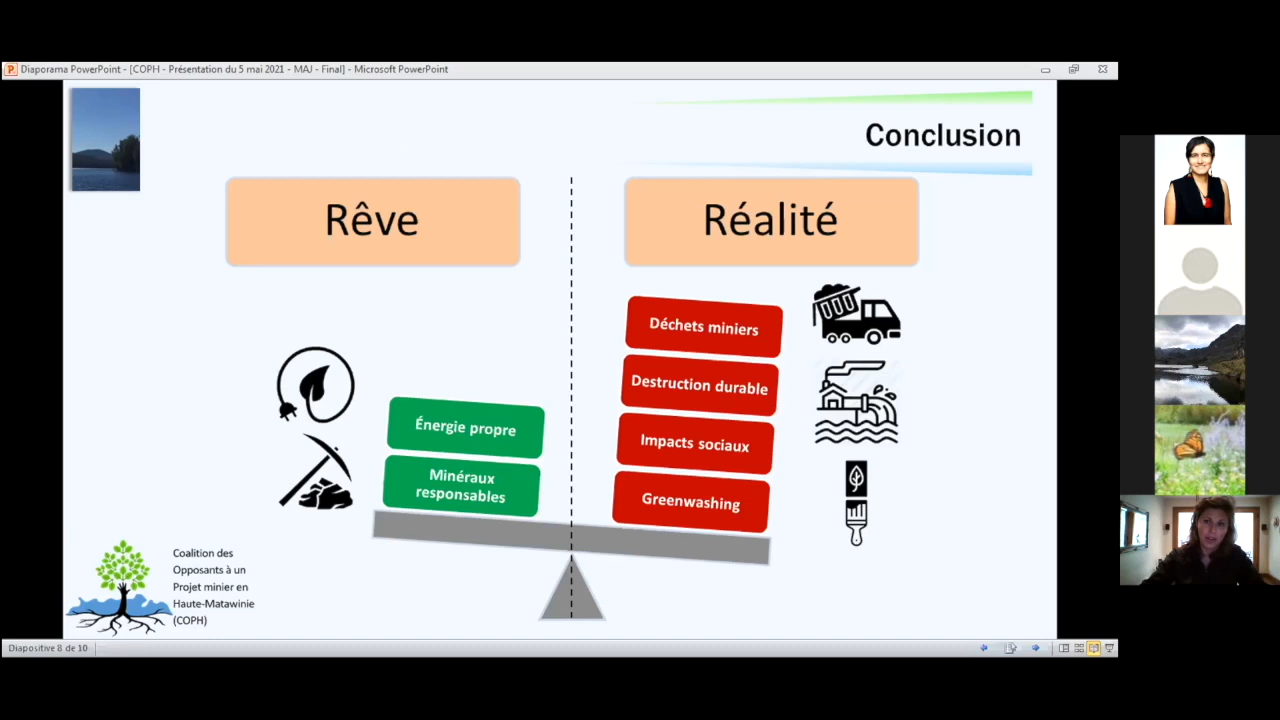 Diaporama PowerPoint - [COPH - Présentation du 5 mai 2021 - MAJ - Final] - Microsoft PowerPoint
Conclusion
Rêve
Réalité
Déchets miniers
Destruction durable
Impacts sociaux
Greenwashing
Énergie propre
Minéraux
responsables
Coalition des
Opposants à un
Projet minier en
Haute-Matawinie
(COPH)
Diapositive 8 de 10